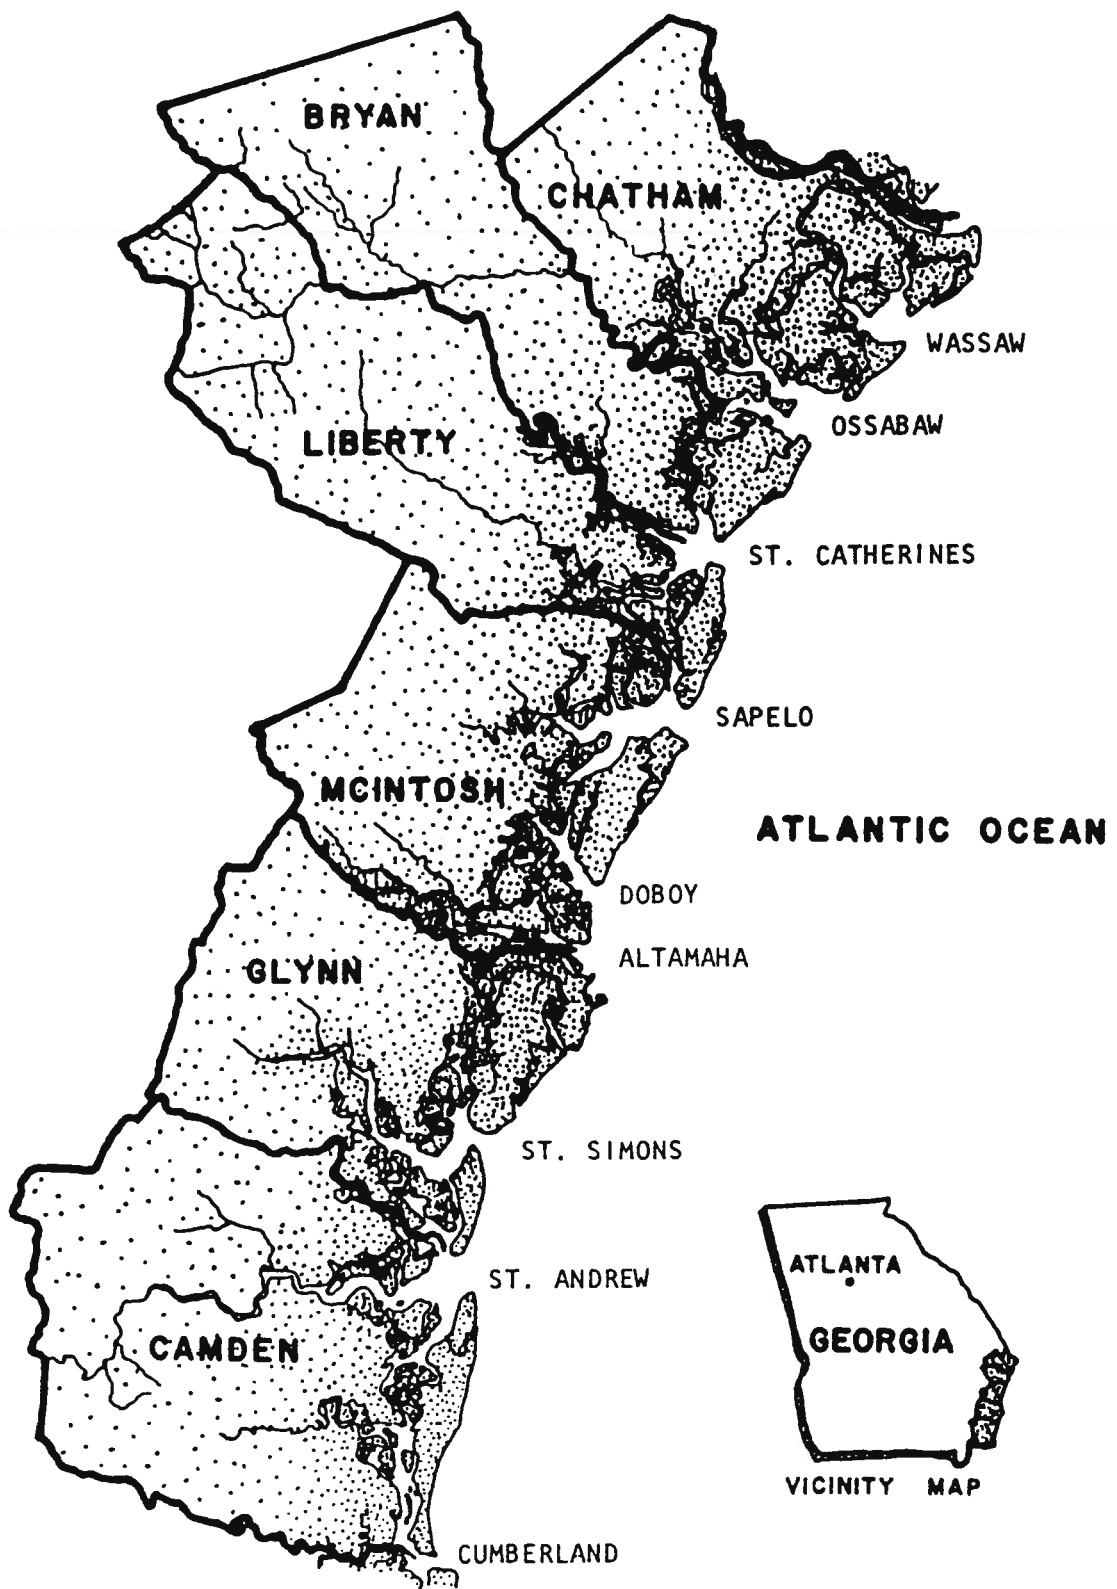 BRYAN
CHATHAM
WASSAW
OSSABAW
LIBERTY
ST. CATHERINES
SAPELO
MCINTOSH
ATLANTIC OCEAN
DOBOY
ALTAMAHA
GLYNN
ST. SIMONS
ST. ANDREW
ATLANTA
GEORGIA
CAMDEN
VICINITY MAP
CUMBERLAND